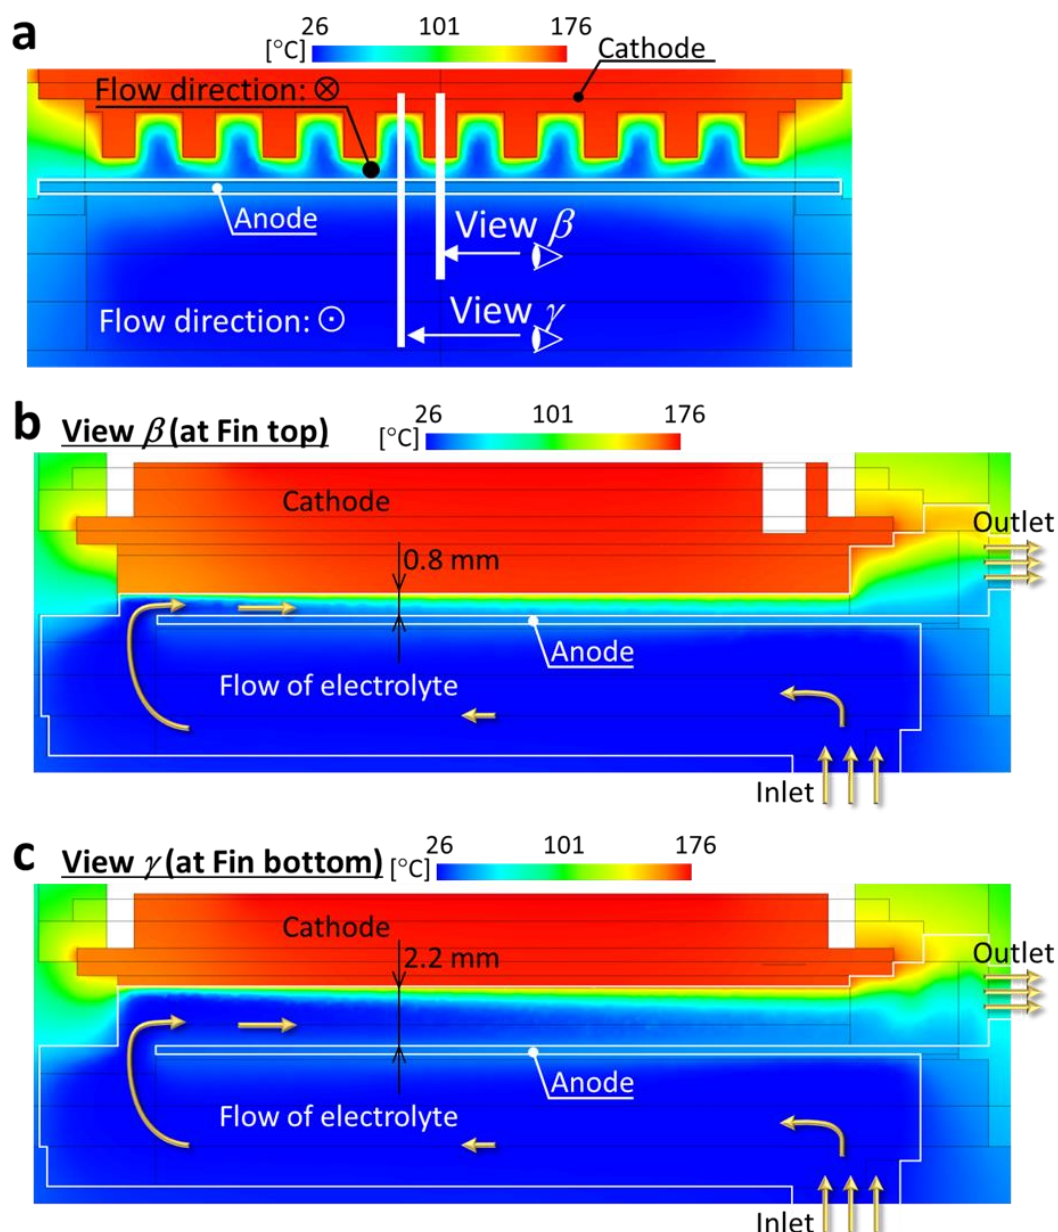 a
26 101 176
[°C]
Cathode
Flow direction: ⊗
Anode
View β
View γ
Flow direction: ⊙
b
View β (at Fin top)
26 101 176
[°C]
Cathode
0.8 mm
Outlet
Anode
Flow of electrolyte
Inlet
c
View γ (at Fin bottom)
26 101 176
[°C]
Cathode
2.2 mm
Outlet
Anode
Flow of electrolyte
Inlet